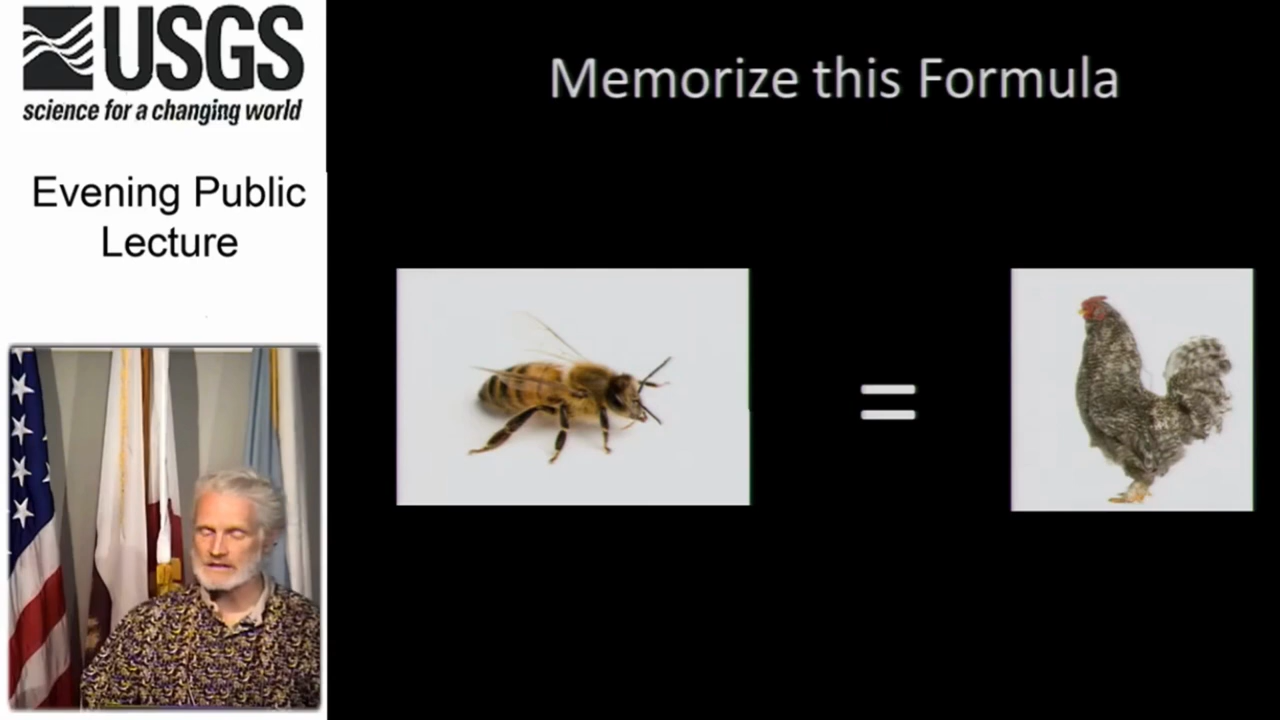 USGS
science for a changing world
Evening Public
Lecture
Memorize this Formula
=